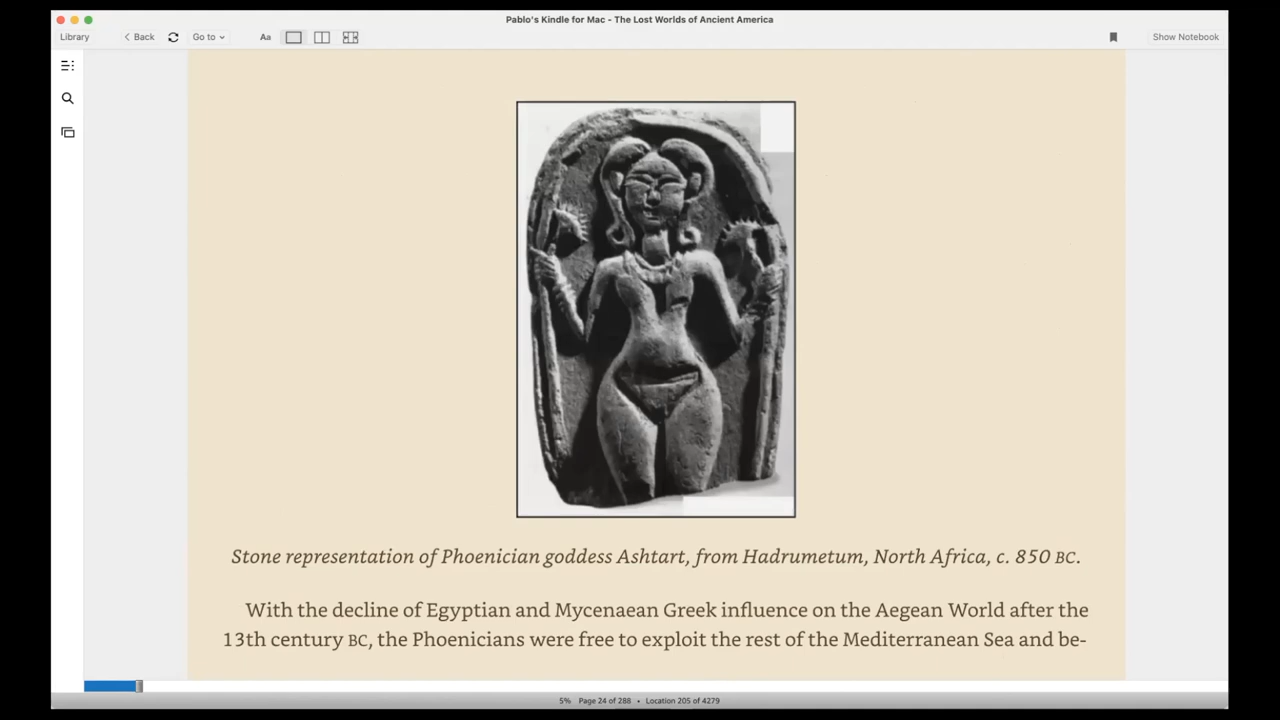 Pablo's Kindle for Mac - The Lost Worlds of Ancient America
Library
Back
Go to
Aa
Show Notebook
Stone representation of Phoenician goddess Ashtart, from Hadrumetum, North Africa, c. 850 BC.
With the decline of Egyptian and Mycenaean Greek influence on the Aegean World after the
13th century BC, the Phoenicians were free to exploit the rest of the Mediterranean Sea and be-
5% Page 24 of 288 • Location 205 of 4279